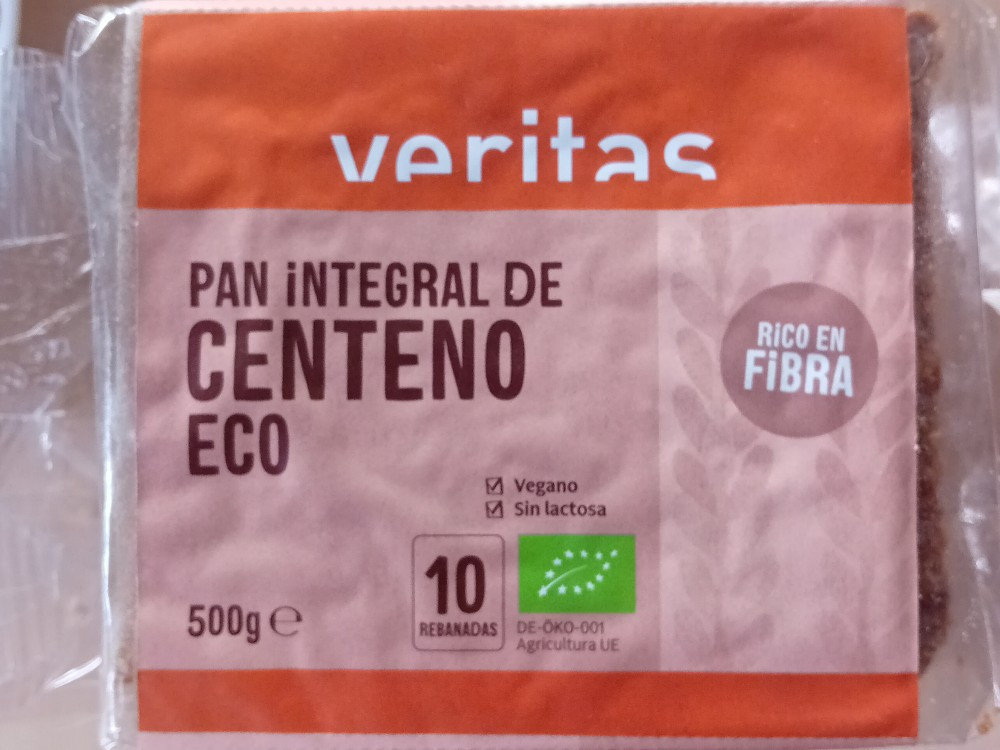 veritas
PAN iNTEGRAL DE
CENTENO
ECO
RiCO EN
FiBRA
Vegano
Sin lactosa
10
REBANADAS
500g ℮
DE-ÖKO-001
Agricultura UE